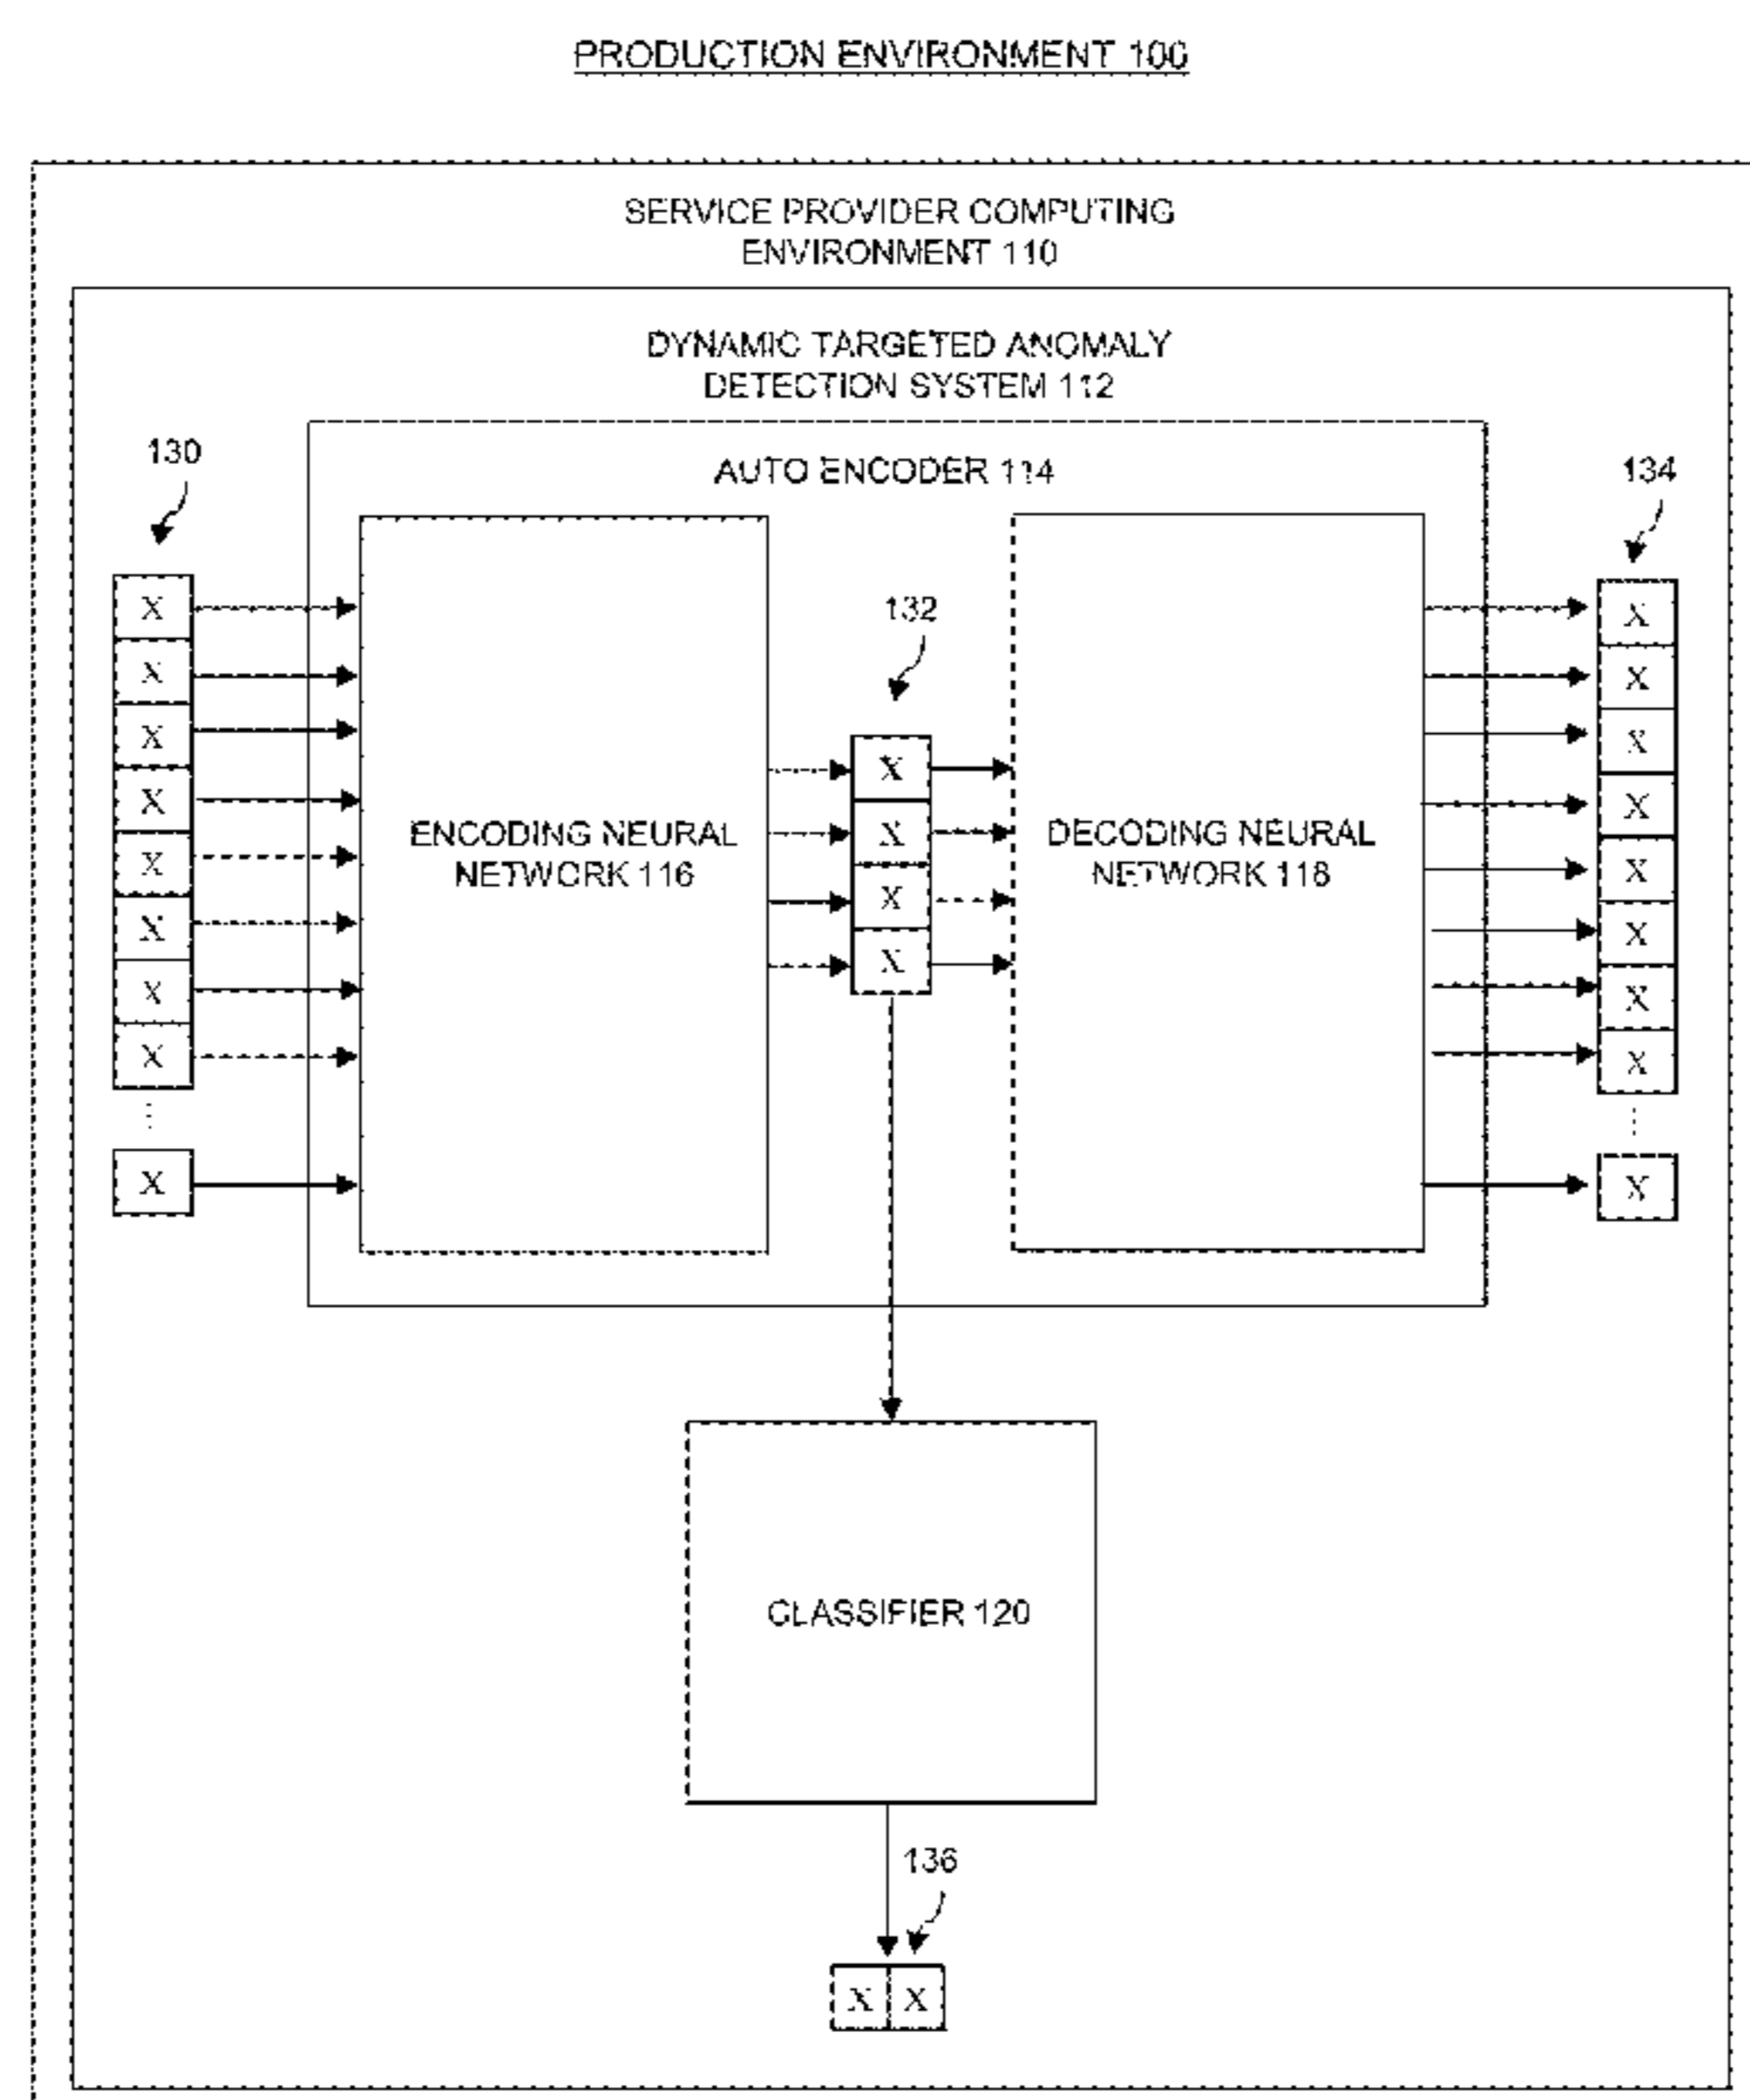 PRODUCTION ENVIRONMENT 100
SERVICE PROVIDER COMPUTING
ENVIRONMENT 110
DYNAMIC TARGETED ANOMALY
DETECTION SYSTEM 112
AUTO ENCODER 114
130
134
132
X
X
X
X
X
X
X
X
X
ENCODING NEURAL
NETWORK 116
X
X
X
X
DECODING NEURAL
NETWORK 118
X
X
X
X
X
X
X
X
X
CLASSIFIER 120
136
X X